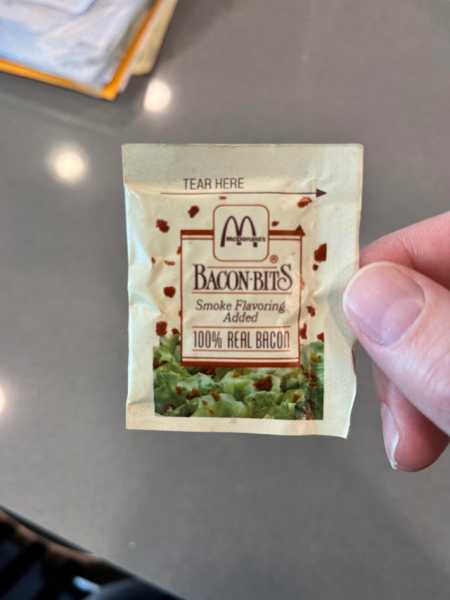 TEAR HERE
McDonald's
BACON·BITS®
Smoke Flavoring
Added
100% REAL BACON